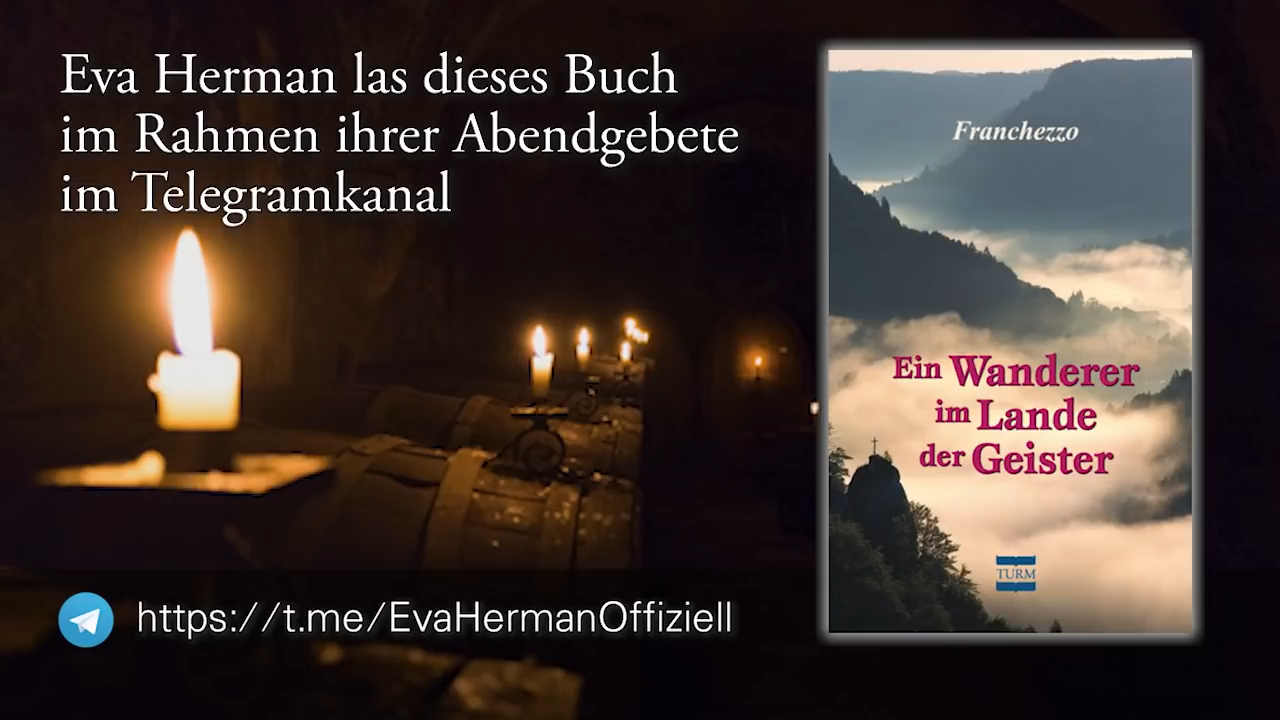 Eva Herman las dieses Buch
im Rahmen ihrer Abendgebete
im Telegramkanal
https://t.me/EvaHermanOffiziell
Franchezzo
Ein Wanderer
im Lande
der Geister
TURM